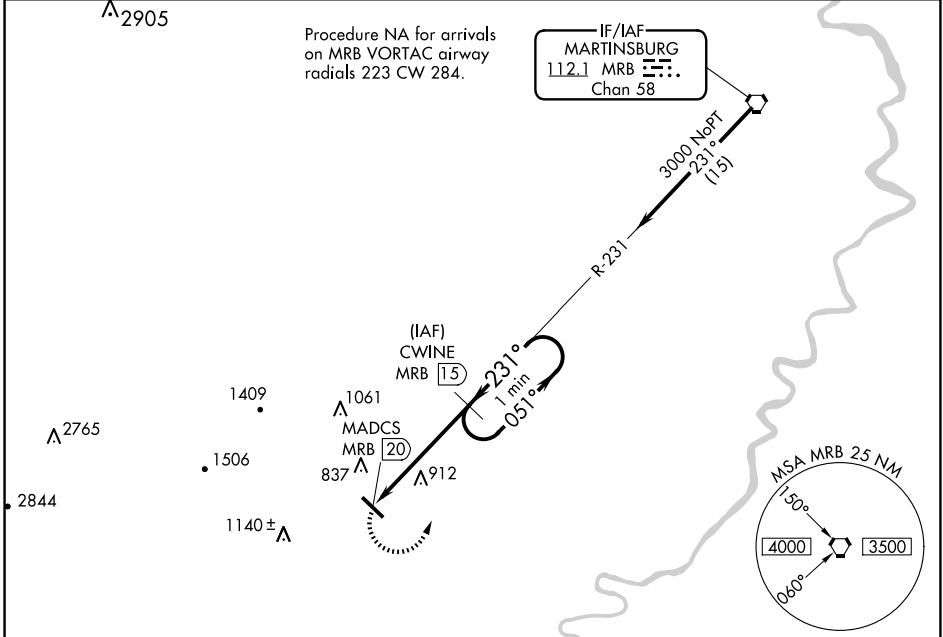 2905
Procedure NA for arrivals
on MRB VORTAC airway
radials 223 CW 284.
IF/IAF
MARTINSBURG
112.1 MRB
Chan 58
3000 NoPT
231°
(15)
R-231
(IAF)
CWINE
MRB 15
231°
1 min
051°
1409
1061
2765
MADCS
MRB 20
1506
837
912
2844
1140±
MSA MRB 25 NM
150°
4000
3500
060°